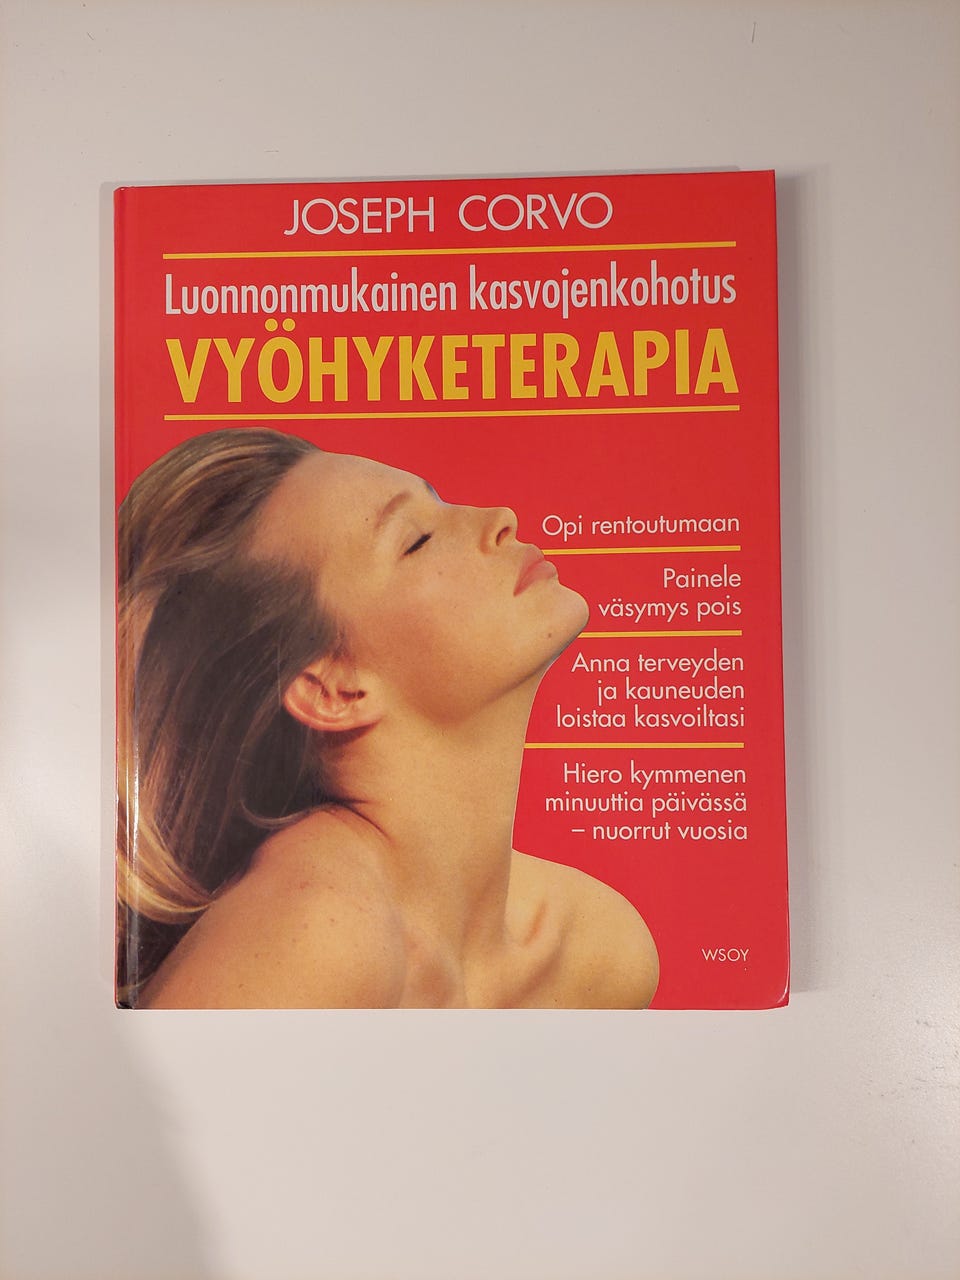 JOSEPH CORVO
Luonnonmukainen kasvojenkohotus
VYÖHYKETERAPIA
Opi rentoutumaan
Painele
väsymys pois
Anna terveyden
ja kauneuden
loistaa kasvoiltasi
Hiero kymmenen
minuuttia päivässä
– nuorrut vuosia
WSOY